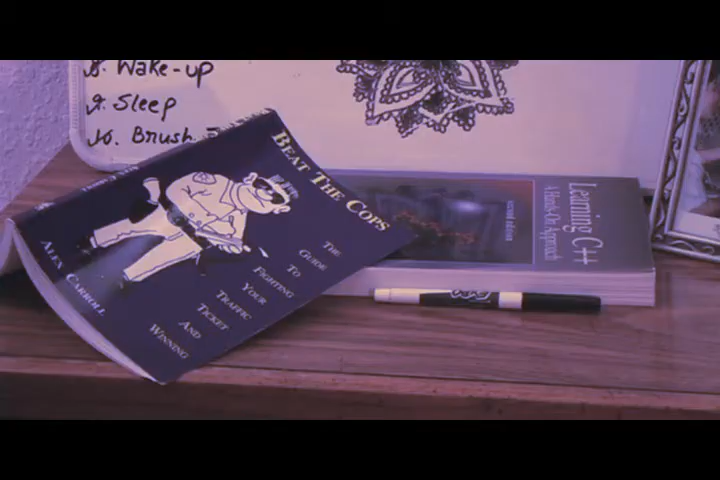 8. Wake-up
9. Sleep
10. Brush
BEAT THE COPS
THE
GUIDE
TO
FIGHTING
YOUR
TRAFFIC
TICKET
AND
WINNING
ALEX CARROLL
Learning C++
A Hands-On Approach
second edition
EXPO